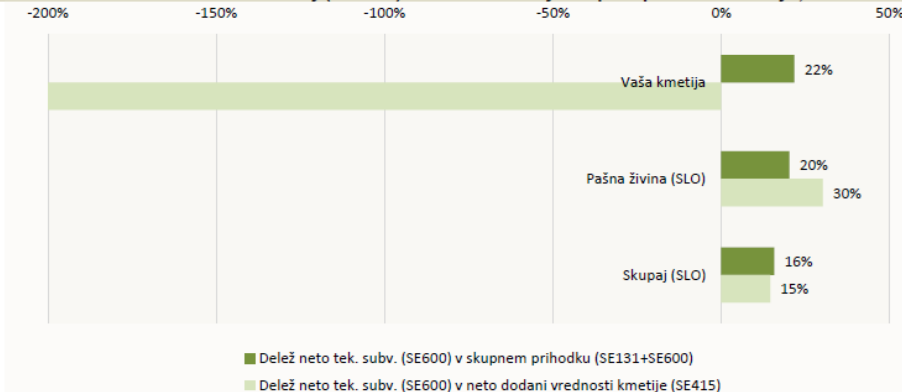 -200% -150% -100% -50% 0% 50%
Vaša kmetija 22%
Pašna živina (SLO) 20%
30%
Skupaj (SLO) 16%
15%
Delež neto tek. subv. (SE600) v skupnem prihodku (SE131+SE600)
Delež neto tek. subv. (SE600) v neto dodani vrednosti kmetije (SE415)